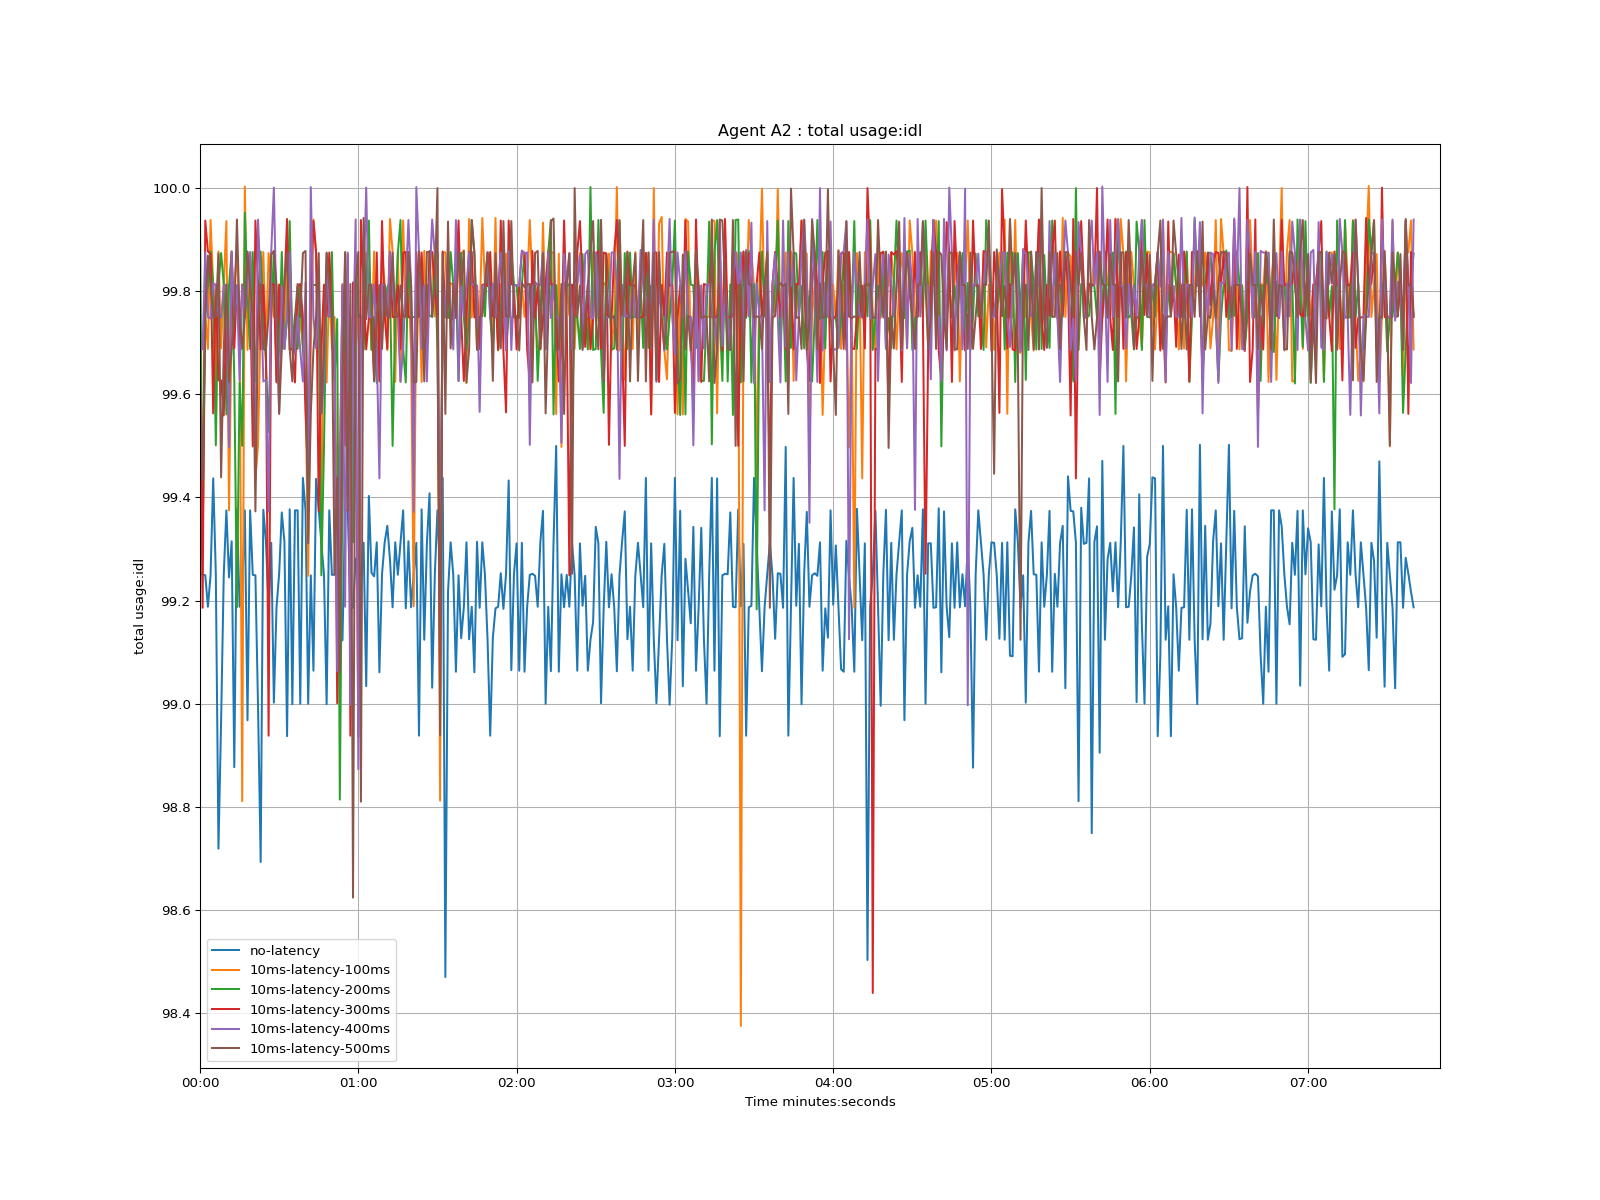 Agent A2 : total usage:idl
100.0
99.8
99.6
99.4
99.2
99.0
98.8
98.6
98.4
total usage:idl
no-latency
10ms-latency-100ms
10ms-latency-200ms
10ms-latency-300ms
10ms-latency-400ms
10ms-latency-500ms
00:00 01:00 02:00 03:00 04:00 05:00 06:00 07:00
Time minutes:seconds